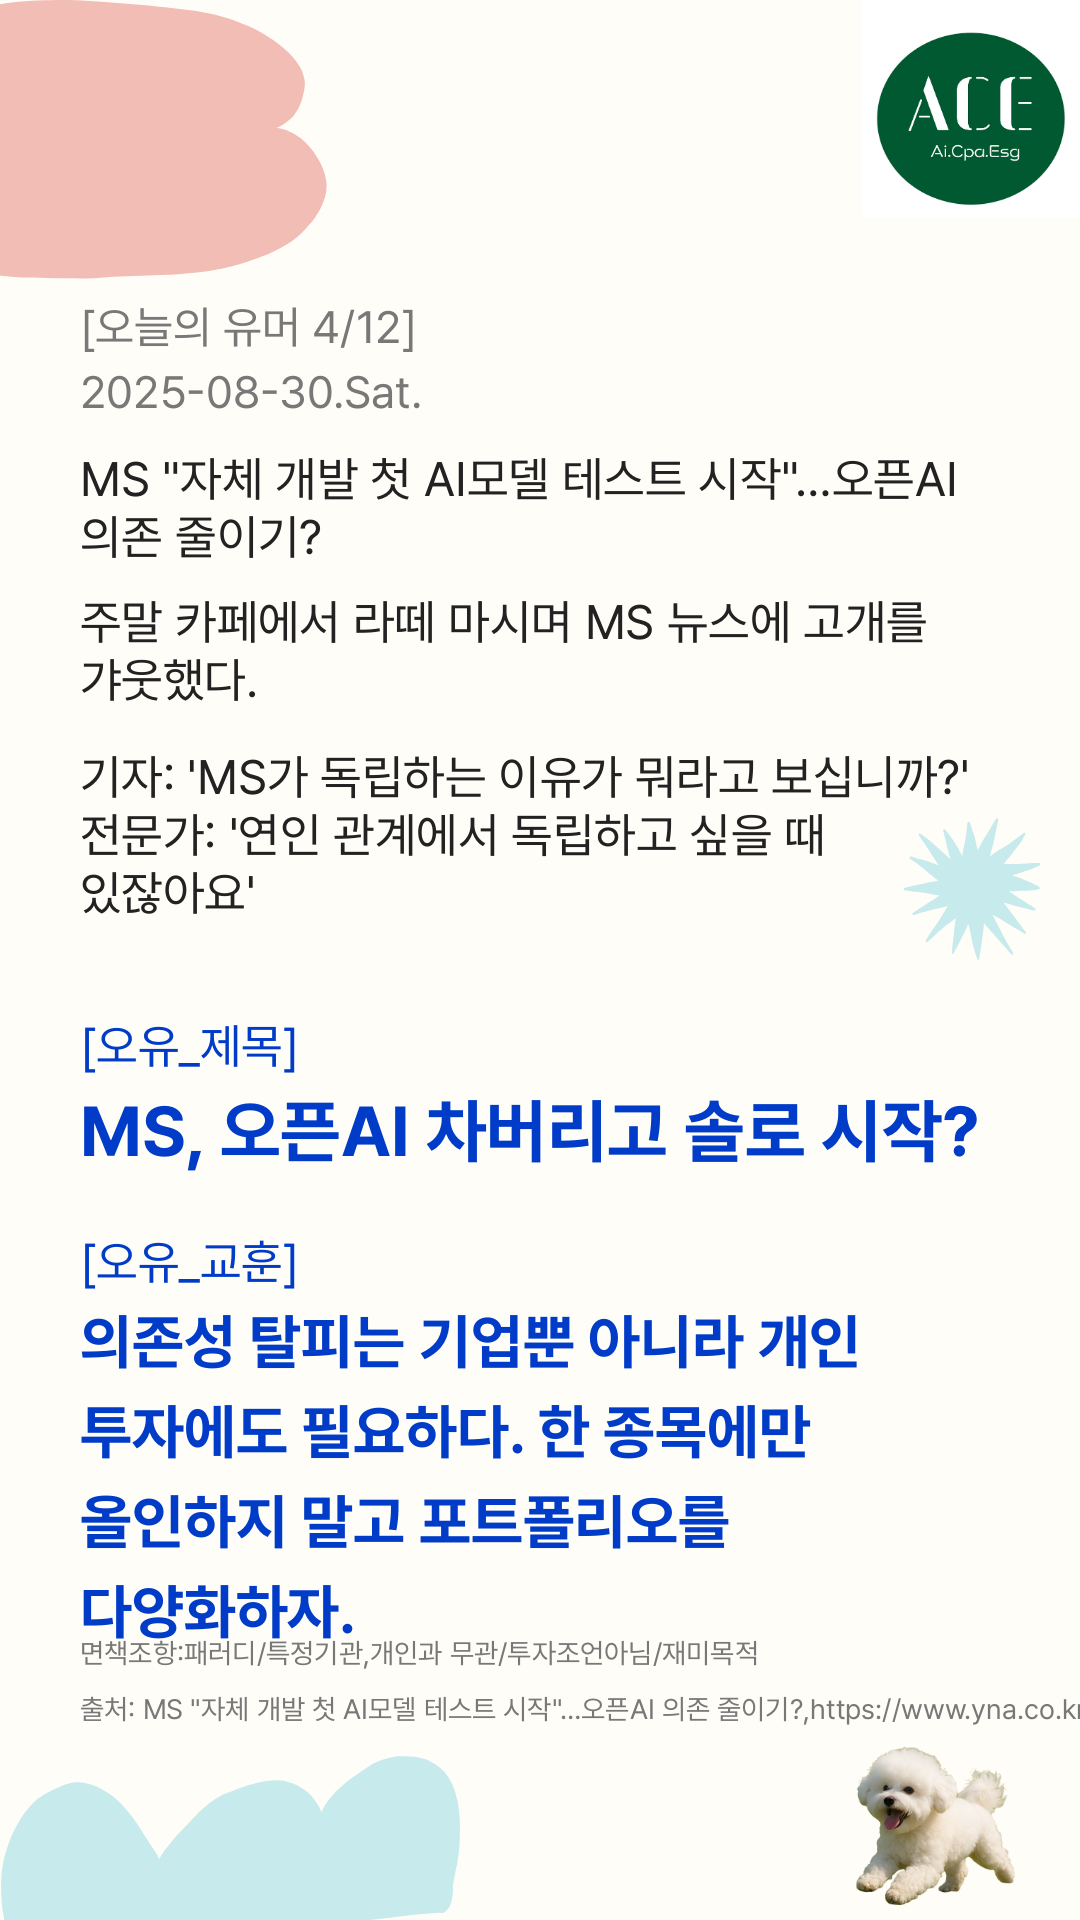 ACE
Ai.Cpa.Esg
[오늘의 유머 4/12]
2025-08-30.Sat.
MS "자체 개발 첫 AI모델 테스트 시작"...오픈AI
의존 줄이기?
주말 카페에서 라떼 마시며 MS 뉴스에 고개를
갸웃했다.
기자: 'MS가 독립하는 이유가 뭐라고 보십니까?'
전문가: '연인 관계에서 독립하고 싶을 때
있잖아요'
[오유_제목]
MS, 오픈AI 차버리고 솔로 시작?
[오유_교훈]
의존성 탈피는 기업뿐 아니라 개인
투자에도 필요하다. 한 종목에만
올인하지 말고 포트폴리오를
다양화하자.
면책조항:패러디/특정기관,개인과 무관/투자조언아님/재미목적
출처: MS "자체 개발 첫 AI모델 테스트 시작"...오픈AI 의존 줄이기?,https://www.yna.co.kr